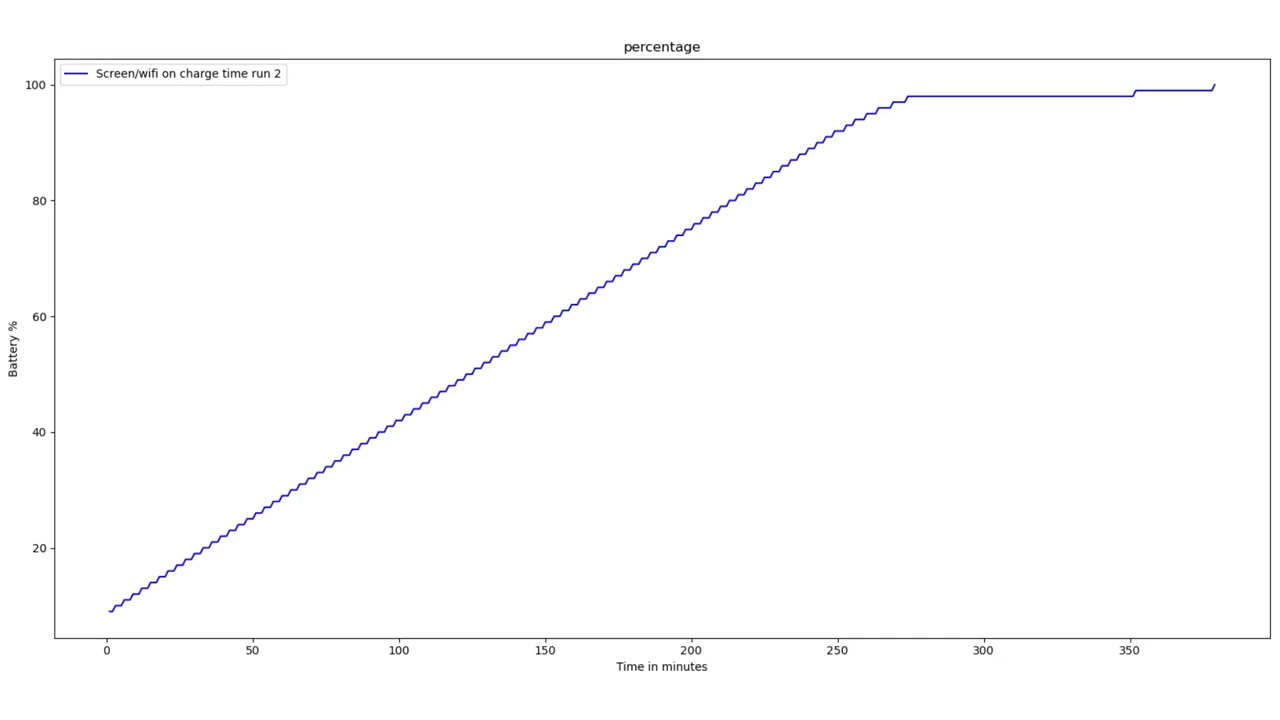 percentage
Screen/wifi on charge time run 2
100
80
60
40
20
Battery %
0 50 100 150 200 250 300 350
Time in minutes